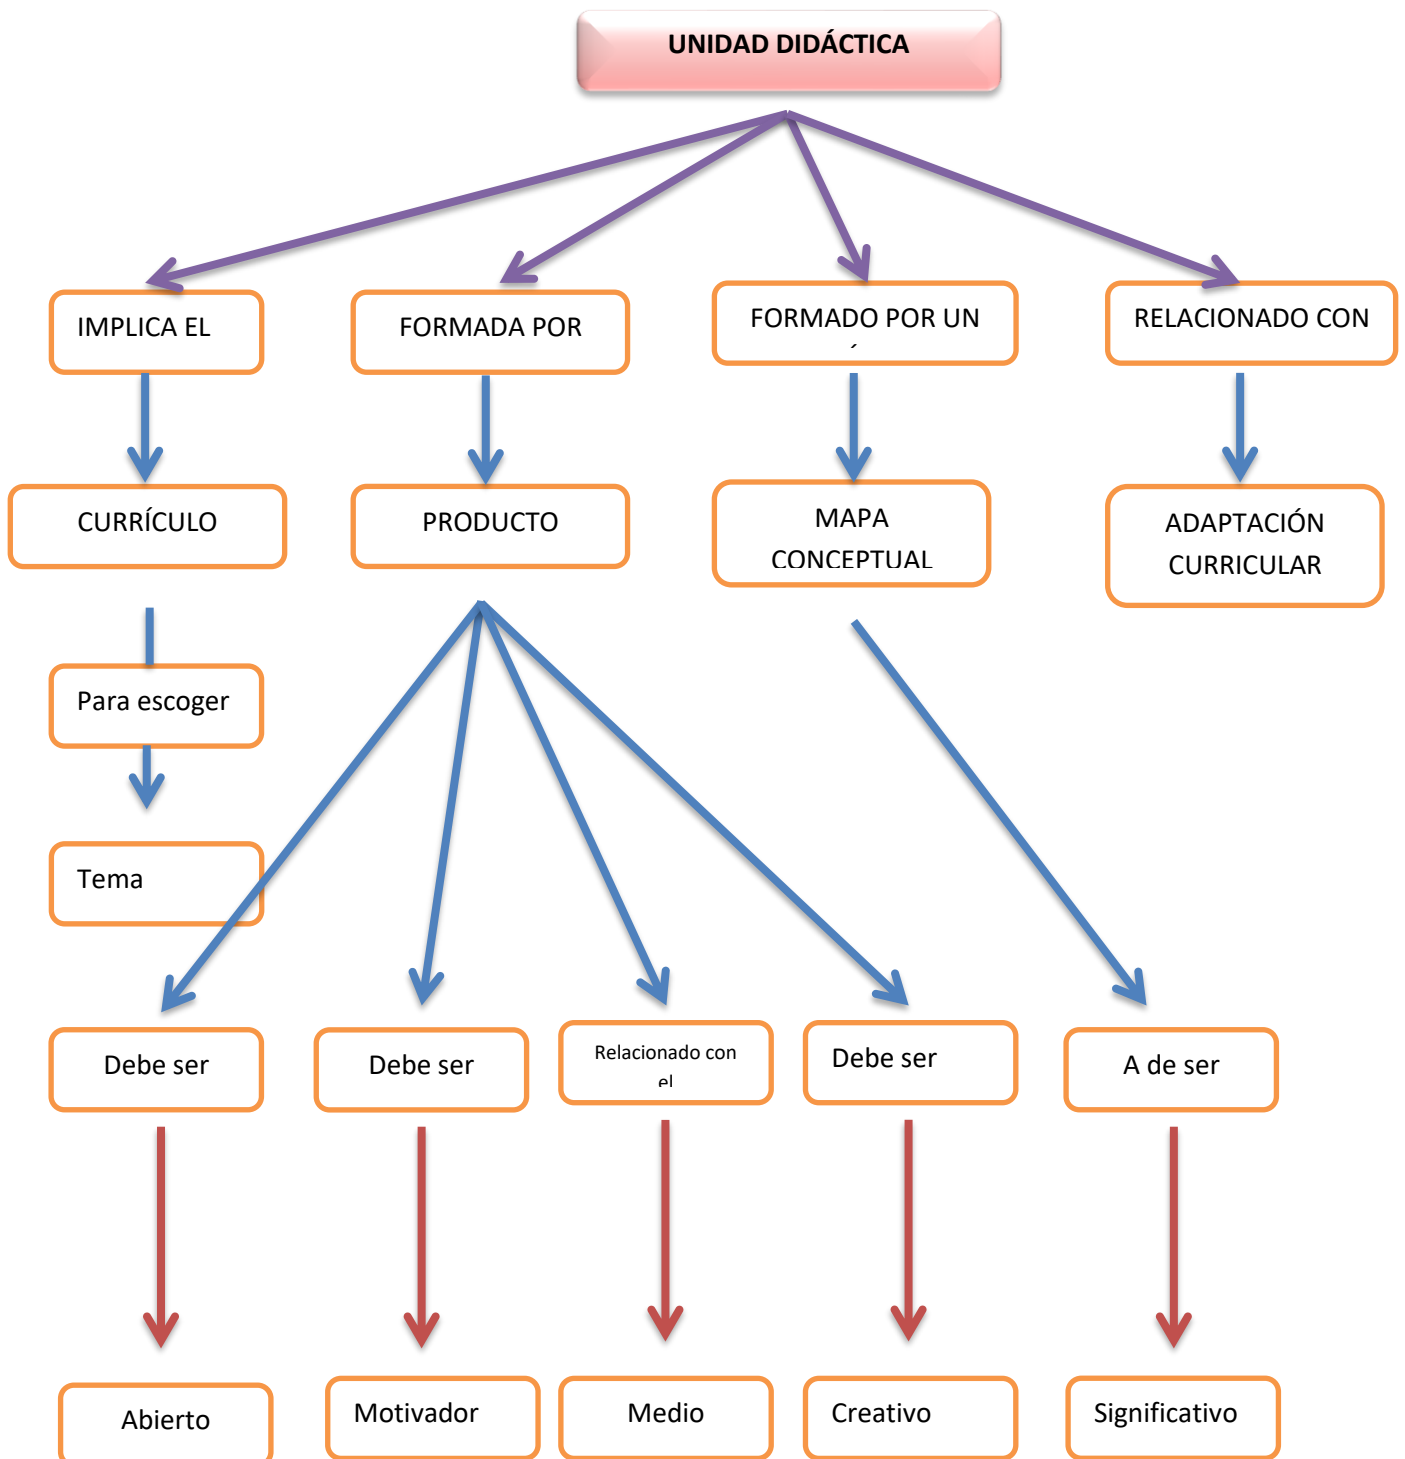 UNIDAD DIDÁCTICA
IMPLICA EL
FORMADA POR
FORMADO POR UN
RELACIONADO CON
CURRÍCULO
PRODUCTO
MAPA
CONCEPTUAL
ADAPTACIÓN
CURRICULAR
Para escoger
Tema
Debe ser
Debe ser
Relacionado con
el
Debe ser
A de ser
Abierto
Motivador
Medio
Creativo
Significativo